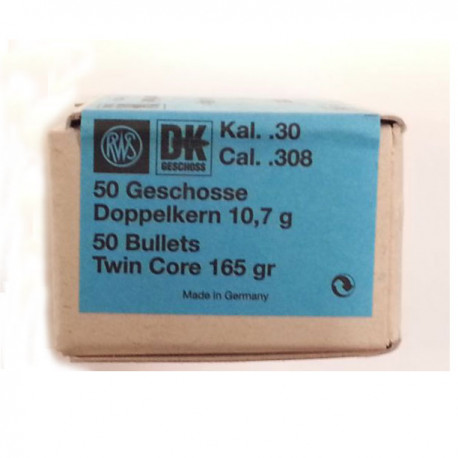 RWS
DK
GESCHOSS
Kal. .30
Cal. .308
50 Geschosse
Doppelkern 10,7 g
50 Bullets
Twin Core 165 gr
Made in Germany